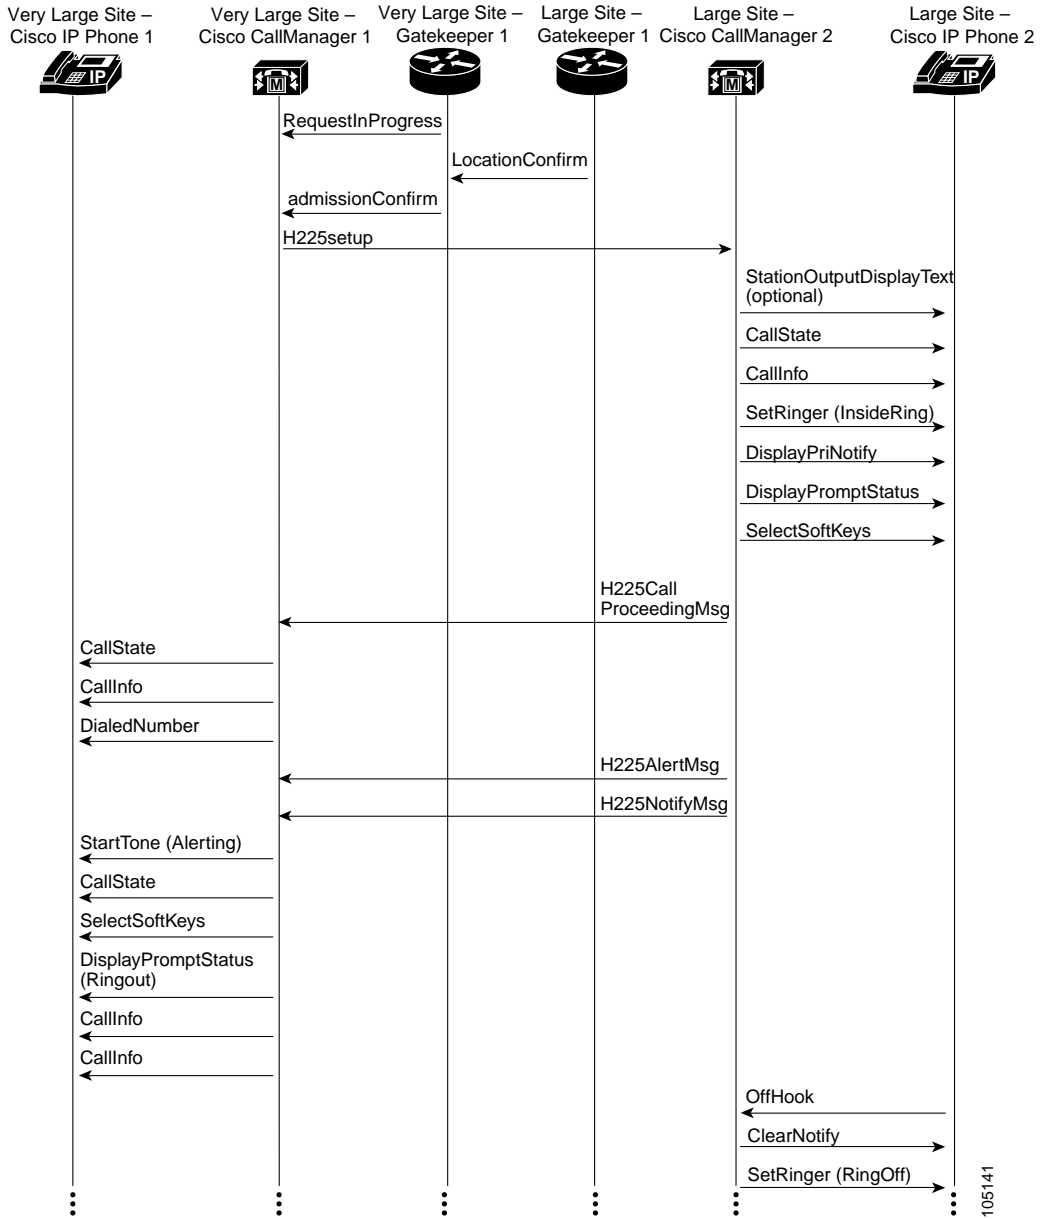 Very Large Site –
Cisco IP Phone 1
Very Large Site –
Cisco CallManager 1
Very Large Site –
Gatekeeper 1
Large Site –
Gatekeeper 1
Large Site –
Cisco CallManager 2
Large Site –
Cisco IP Phone 2
IP
M
M
IP
RequestInProgress
LocationConfirm
admissionConfirm
H225setup
StationOutputDisplayText
(optional)
CallState
CallInfo
SetRinger (InsideRing)
DisplayPriNotify
DisplayPromptStatus
SelectSoftKeys
H225Call
ProceedingMsg
CallState
CallInfo
DialedNumber
H225AlertMsg
H225NotifyMsg
StartTone (Alerting)
CallState
SelectSoftKeys
DisplayPromptStatus
(Ringout)
CallInfo
CallInfo
OffHook
ClearNotify
SetRinger (RingOff)
105141